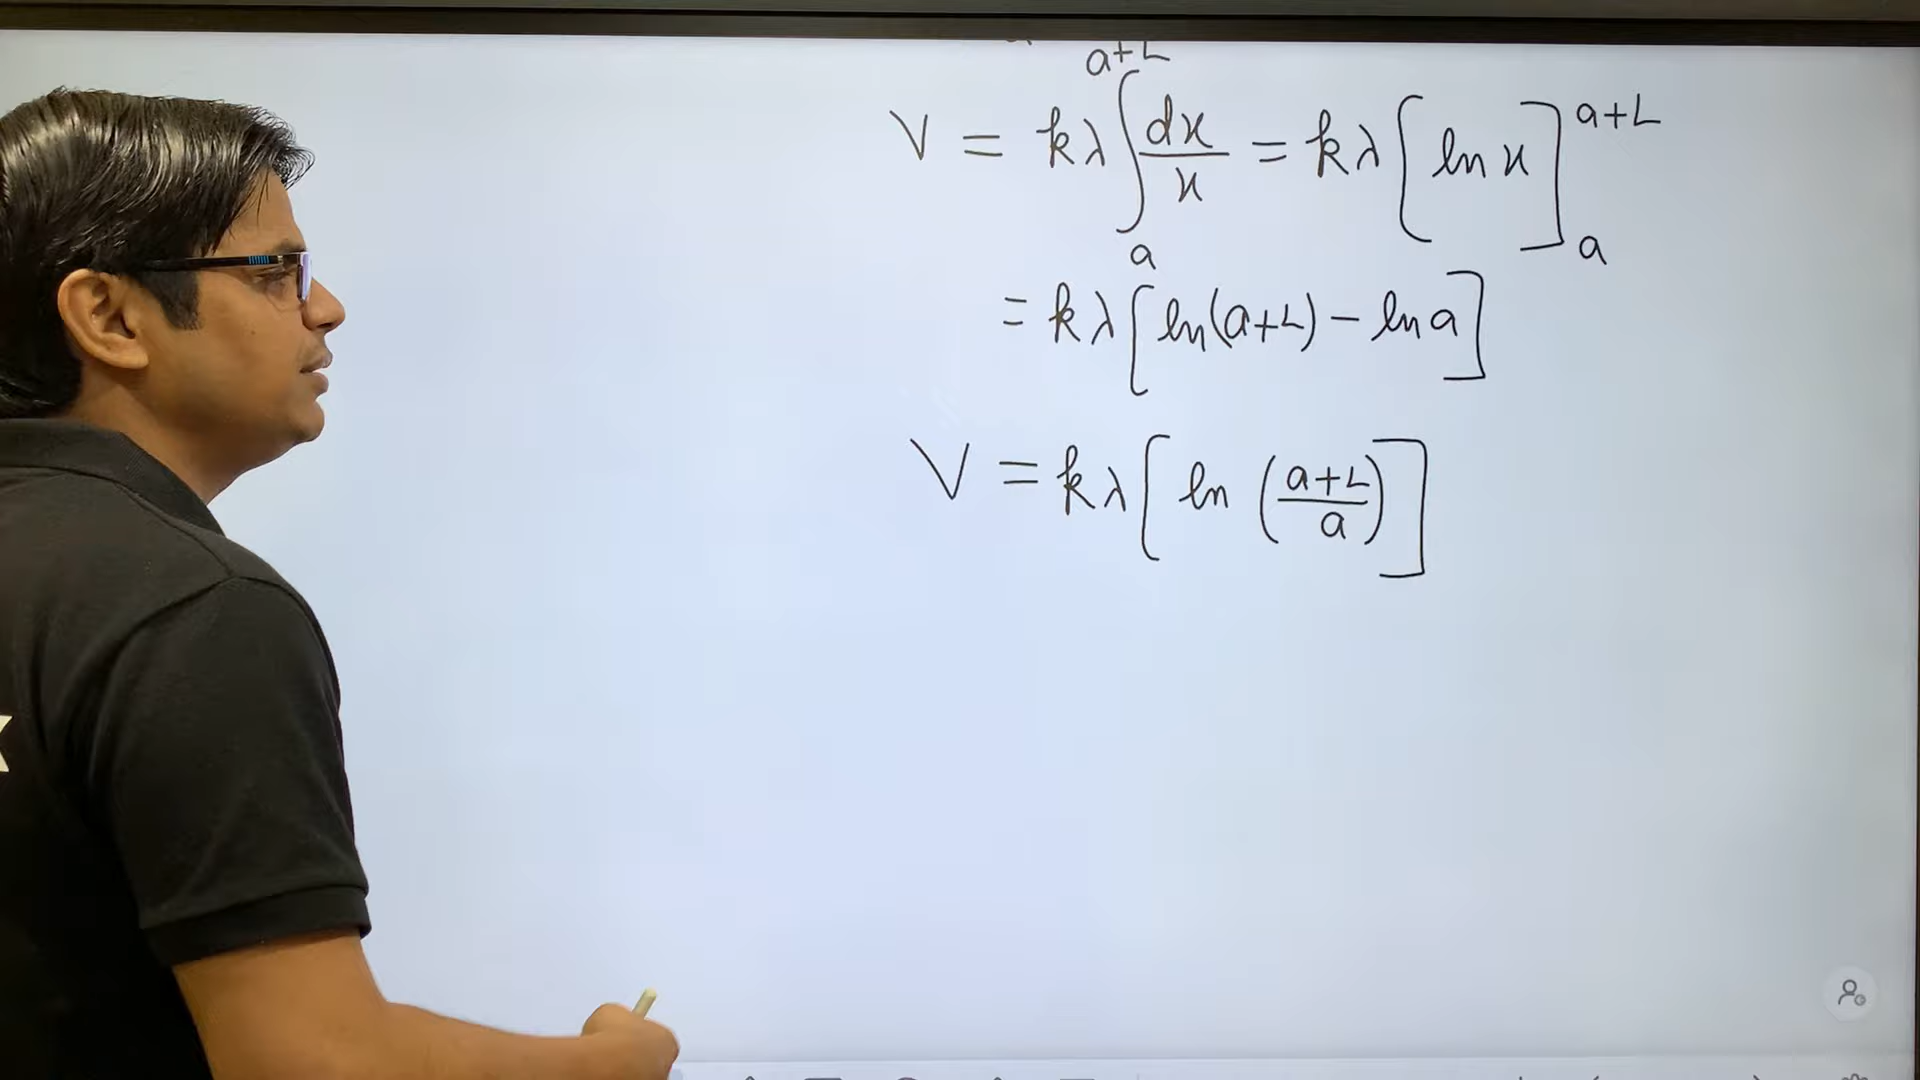 V = kλ ∫ₐ^{a+L} dx/x = kλ [ln x]ₐ^{a+L}
= kλ [ln(a+L) − ln a]
V = kλ [ln ((a+L)/a)]